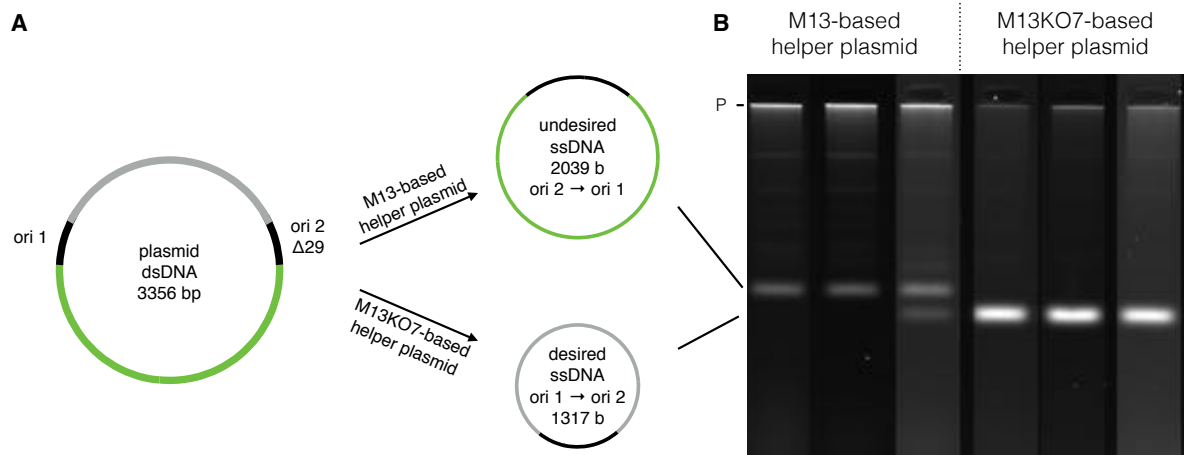 A
ori 1
plasmid
dsDNA
3356 bp
ori 2
Δ29
M13-based
helper plasmid
M13KO7-based
helper plasmid
undesired
ssDNA
2039 b
ori 2 → ori 1
desired
ssDNA
ori 1 → ori 2
1317 b
B
M13-based
helper plasmid
M13KO7-based
helper plasmid
P